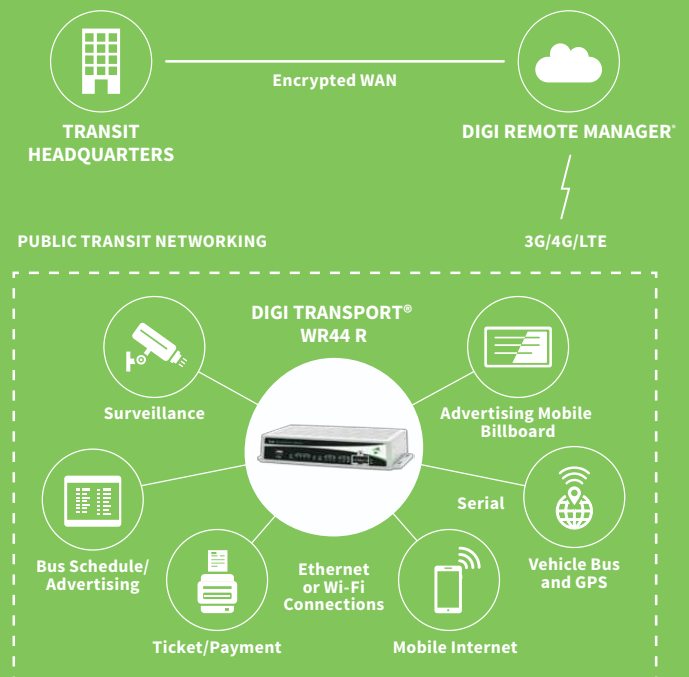 Encrypted WAN
TRANSIT
HEADQUARTERS
DIGI REMOTE MANAGER®
PUBLIC TRANSIT NETWORKING
3G/4G/LTE
DIGI TRANSPORT®
WR44 R
Surveillance
Advertising Mobile
Billboard
Serial
Bus Schedule/
Advertising
Ethernet
or Wi-Fi
Connections
Vehicle Bus
and GPS
Ticket/Payment
Mobile Internet